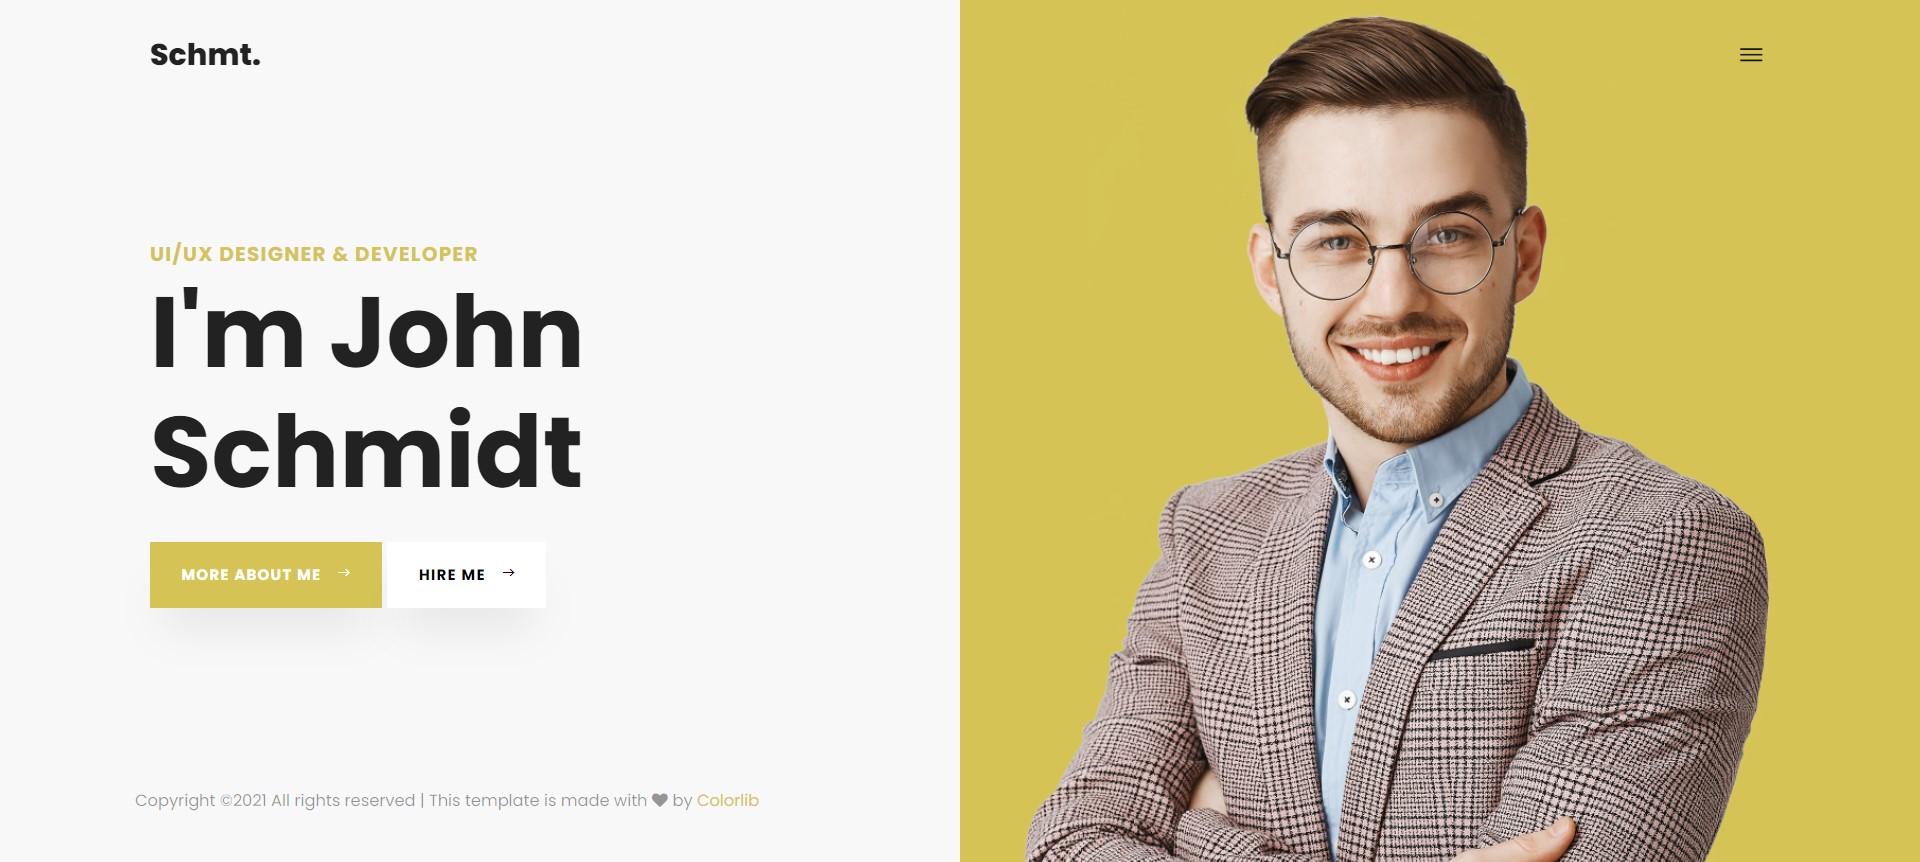 Schmt.
UI/UX DESIGNER & DEVELOPER
I'm John
Schmidt
MORE ABOUT ME →
HIRE ME →
Copyright ©2021 All rights reserved | This template is made with ♥ by Colorlib